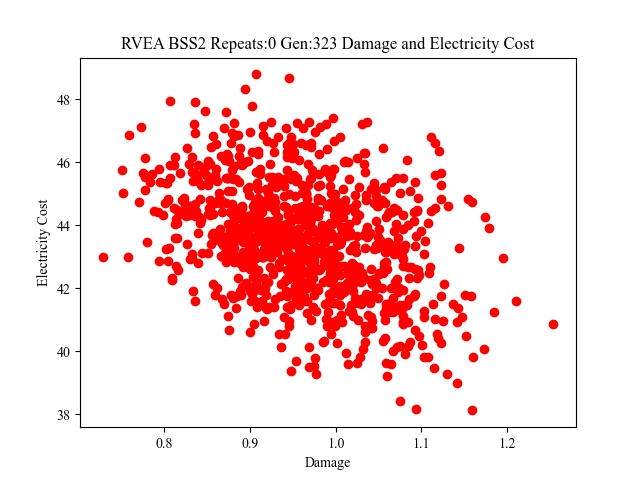 RVEA BSS2 Repeats:0 Gen:323 Damage and Electricity Cost
48
46
44
42
40
38
Electricity Cost
0.8 0.9 1.0 1.1 1.2
Damage